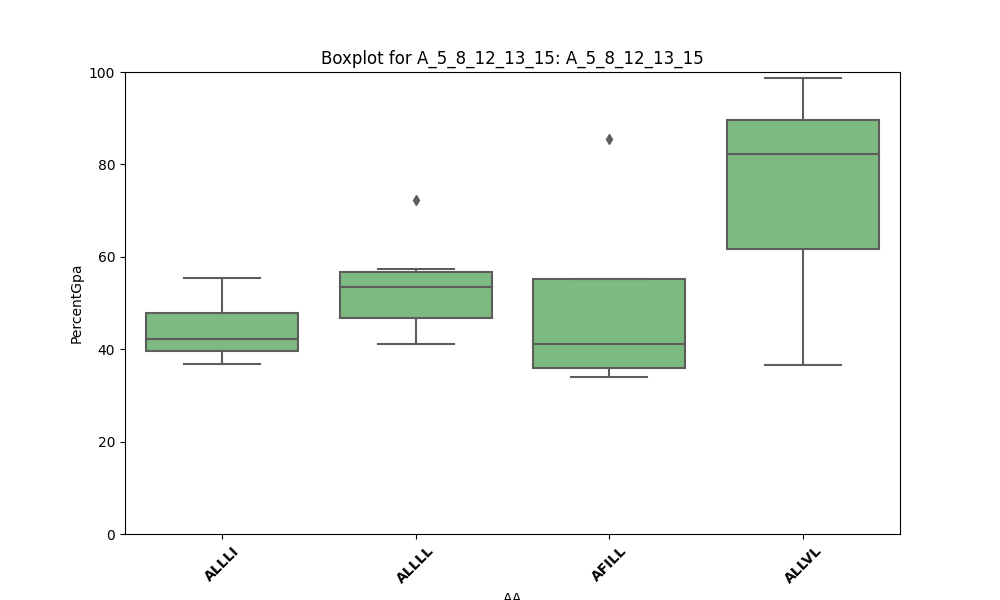 Boxplot for A_5_8_12_13_15: A_5_8_12_13_15
100
80
60
40
20
0
PercentGpa
ALLLI
ALLLL
AFILL
ALLVL
AA